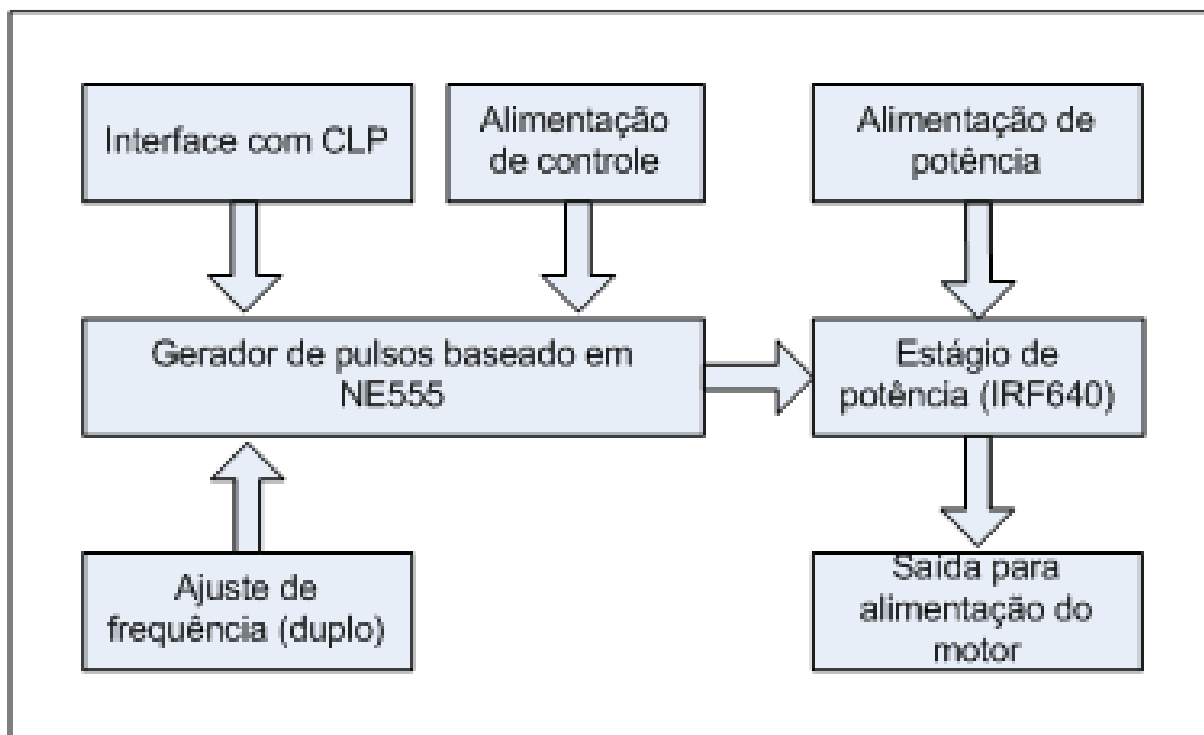 Interface com CLP
Alimentação
de controle
Alimentação de
potência
Gerador de pulsos baseado em
NE555
Estágio de
potência (IRF640)
Ajuste de
frequência (duplo)
Saída para
alimentação do
motor